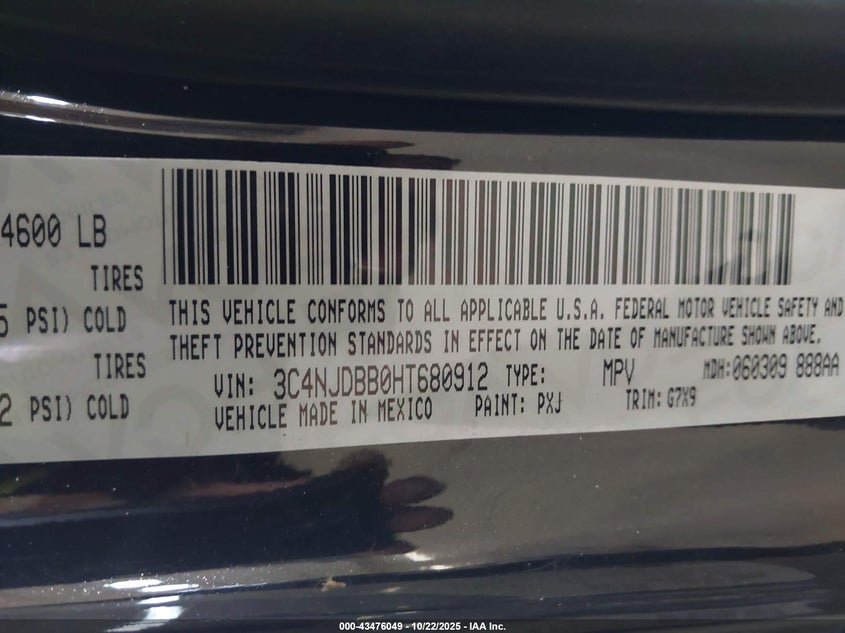 4600 LB
TIRES
5 PSI) COLD
TIRES
2 PSI) COLD
THIS VEHICLE CONFORMS TO ALL APPLICABLE U.S.A. FEDERAL MOTOR VEHICLE SAFETY AND
THEFT PREVENTION STANDARDS IN EFFECT ON THE DATE OF MANUFACTURE SHOWN ABOVE.
VIN: 3C4NJDBB0HT680912 TYPE: MPV MDH:060309 888AA
VEHICLE MADE IN MEXICO PAINT: PXJ TRIM: G7X9
000-43476049 - 10/22/2025 - IAA Inc.